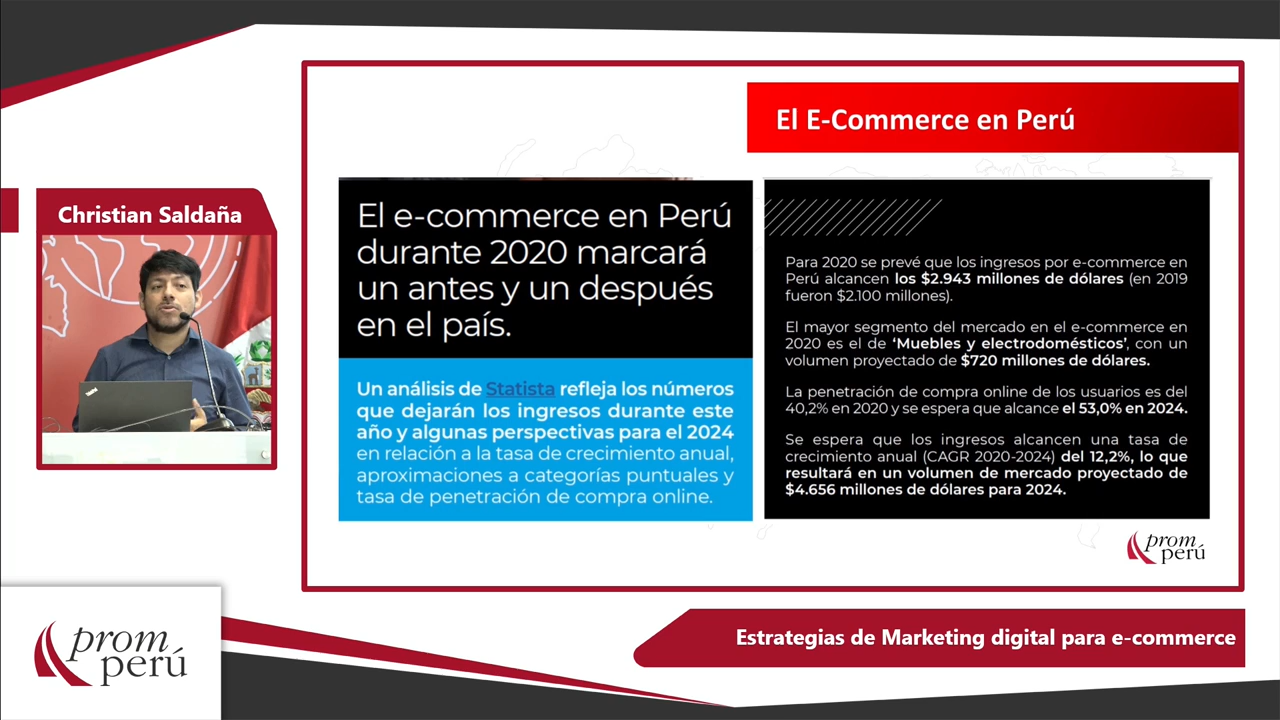 El E-Commerce en Perú
Christian Saldaña
El e-commerce en Perú
durante 2020 marcará
un antes y un después
en el país.
Un análisis de Statista refleja los números
que dejarán los ingresos durante este
año y algunas perspectivas para el 2024
en relación a la tasa de crecimiento anual,
aproximaciones a categorías puntuales y
tasa de penetración de compra online.
Para 2020 se prevé que los ingresos por e-commerce en
Perú alcancen los $2.943 millones de dólares (en 2019
fueron $2.100 millones).
El mayor segmento del mercado en el e-commerce en
2020 es el de ‘Muebles y electrodomésticos’, con un
volumen proyectado de $720 millones de dólares.
La penetración de compra online de los usuarios es del
40,2% en 2020 y se espera que alcance el 53,0% en 2024.
Se espera que los ingresos alcancen una tasa de
crecimiento anual (CAGR 2020-2024) del 12,2%, lo que
resultará en un volumen de mercado proyectado de
$4.656 millones de dólares para 2024.
prom
perú
Estrategias de Marketing digital para e-commerce
prom
perú